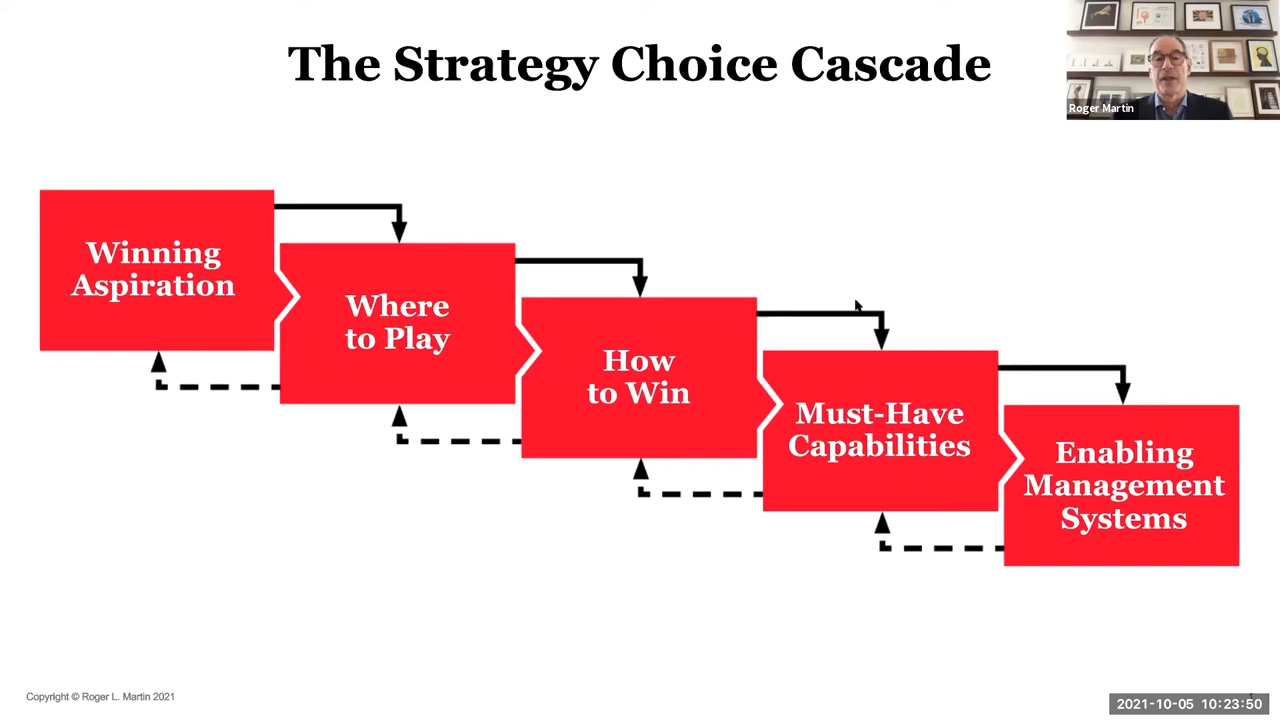 The Strategy Choice Cascade
Roger Martin
Winning
Aspiration
Where
to Play
How
to Win
Must-Have
Capabilities
Enabling
Management
Systems
Copyright © Roger L. Martin 2021
1
2021-10-05 10:23:50